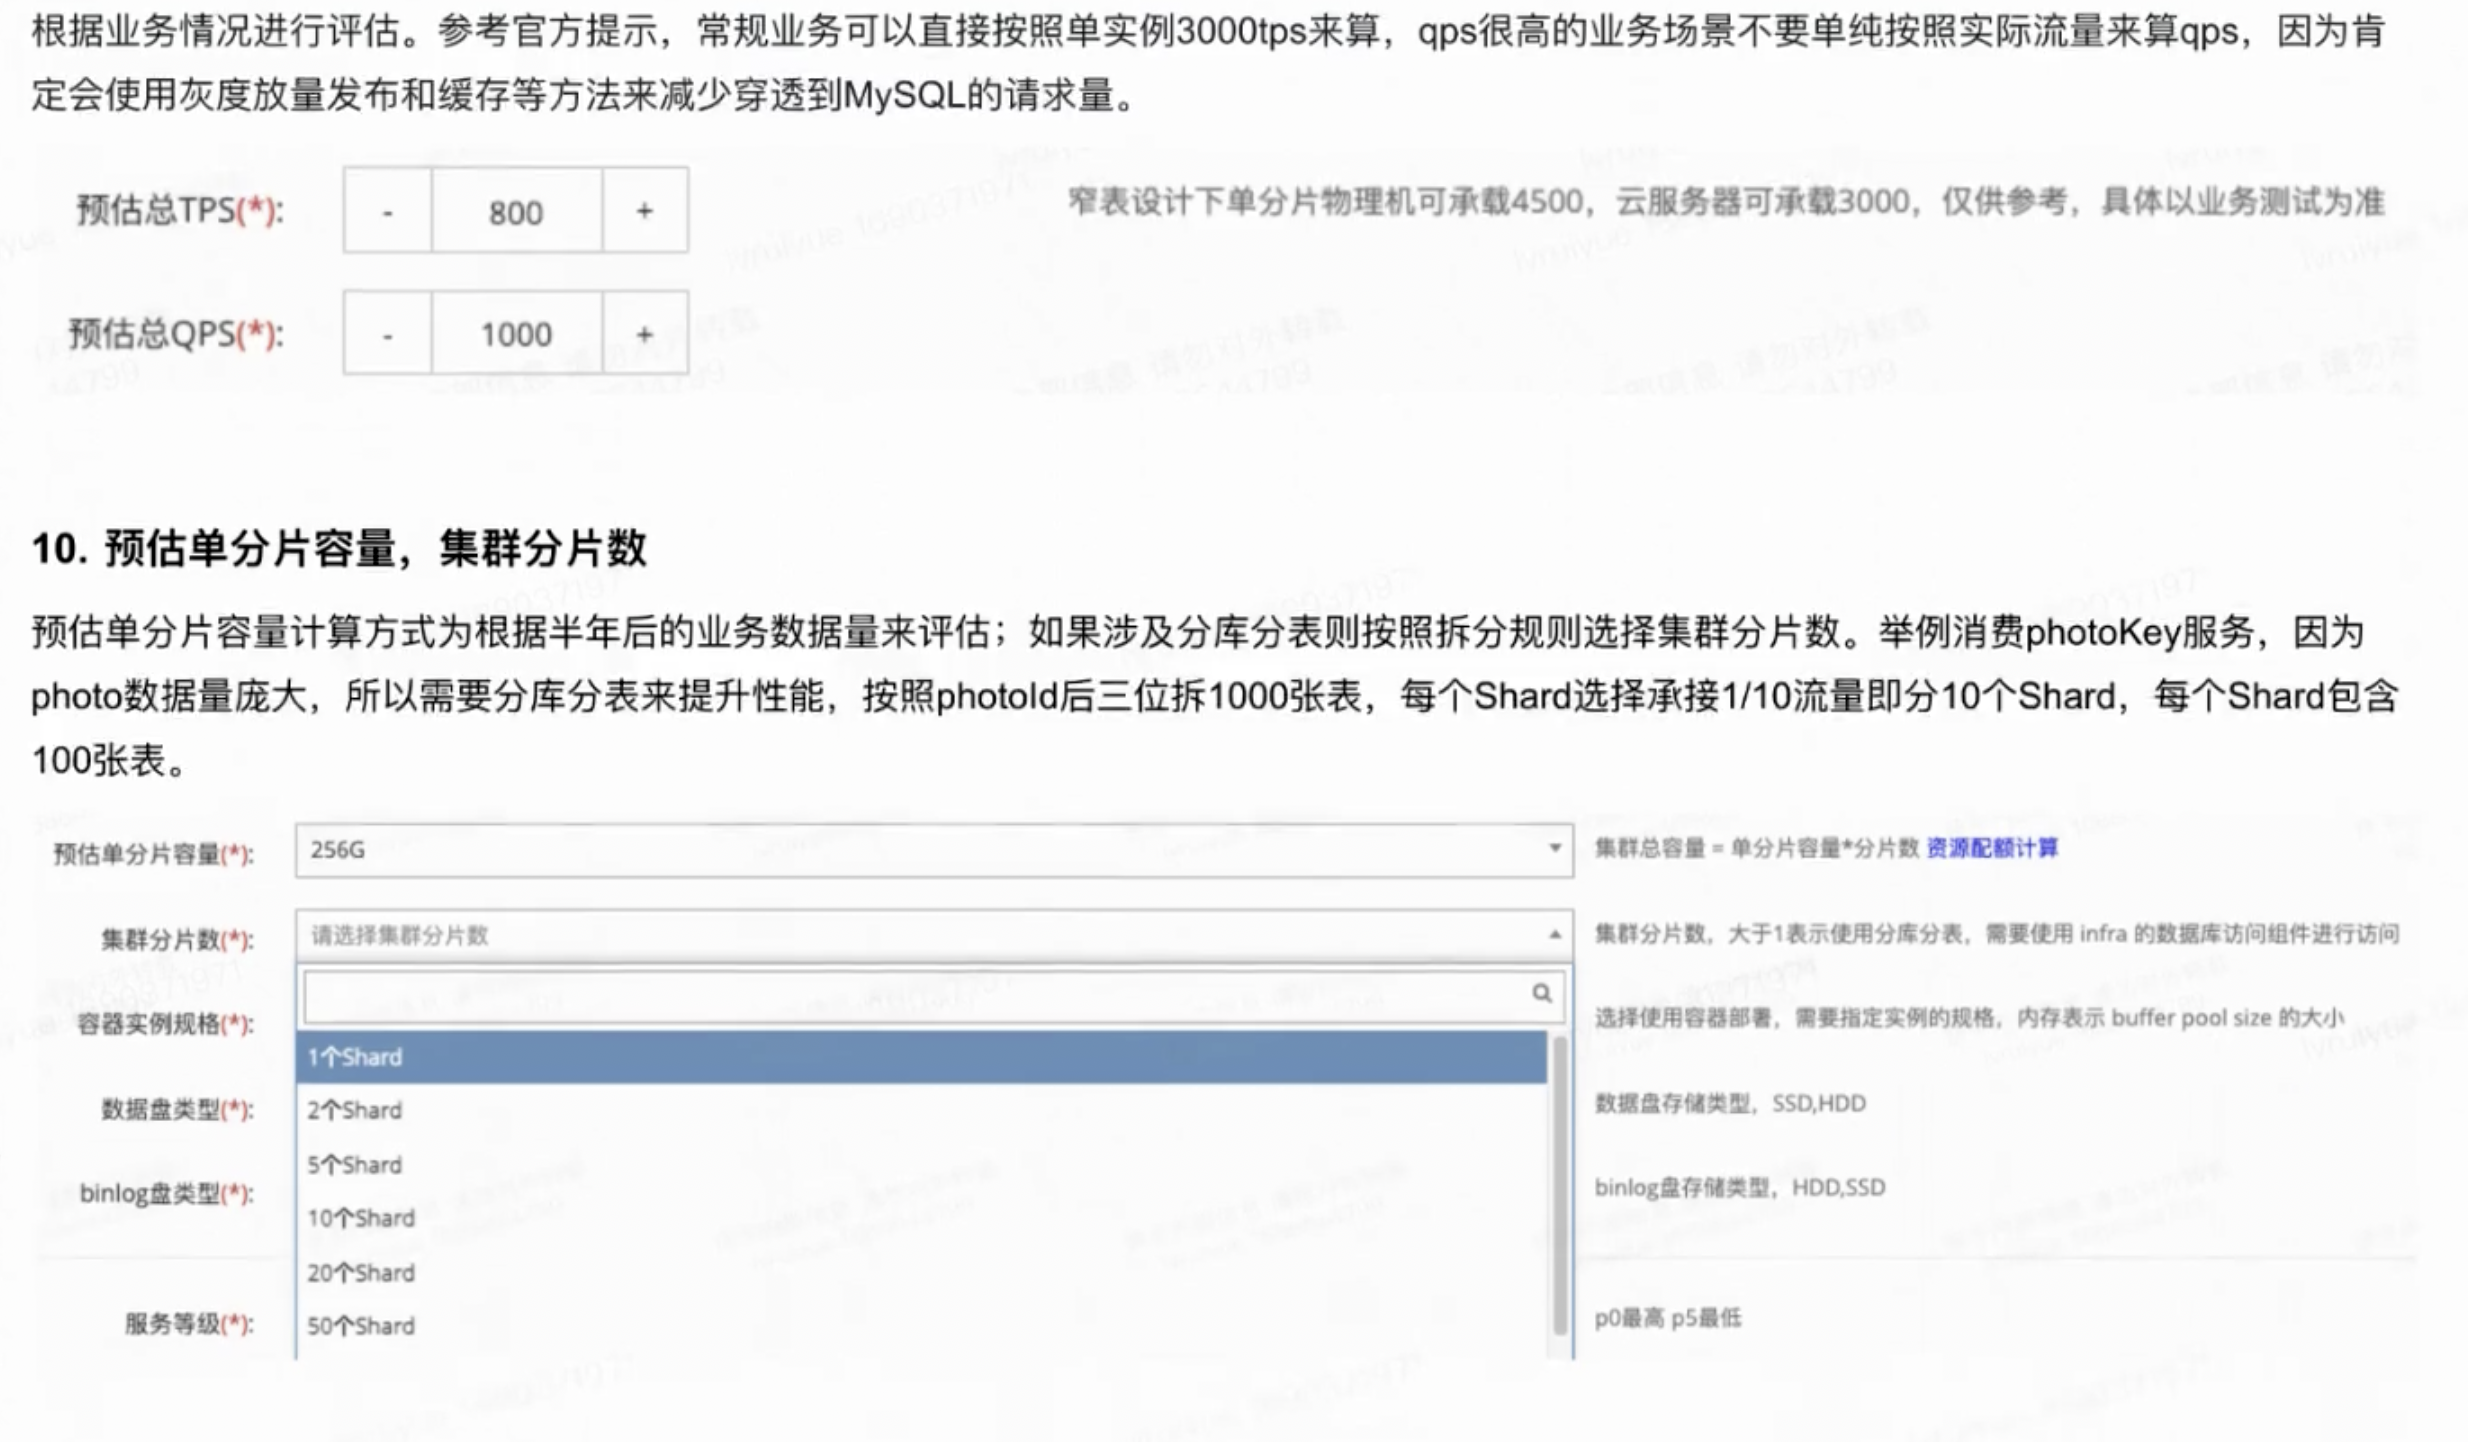 根据业务情况进行评估。参考官方提示，常规业务可以直接按照单实例3000tps来算，qps很高的业务场景不要单纯按照实际流量来算qps，因为肯
定会使用灰度放量发布和缓存等方法来减少穿透到MySQL的请求量。
预估总TPS(*): - 800 + 窄表设计下单分片物理机可承载4500，云服务器可承载3000，仅供参考，具体以业务测试为准
预估总QPS(*): - 1000 +
10. 预估单分片容量，集群分片数
预估单分片容量计算方式为根据半年后的业务数据量来评估；如果涉及分库分表则按照拆分规则选择集群分片数。举例消费photoKey服务，因为
photo数据量庞大，所以需要分库分表来提升性能，按照photoId后三位拆1000张表，每个Shard选择承接1/10流量即分10个Shard，每个Shard包含
100张表。
预估单分片容量(*): 256G 集群总容量 = 单分片容量*分片数 资源配额计算
集群分片数(*): 请选择集群分片数 集群分片数，大于1表示使用分库分表，需要使用 infra 的数据库访问组件进行访问
容器实例规格(*): 选择使用容器部署，需要指定实例的规格，内存表示 buffer pool size 的大小
1个Shard
数据盘类型(*): 2个Shard 数据盘存储类型，SSD,HDD
5个Shard
binlog盘类型(*): binlog盘存储类型，HDD,SSD
10个Shard
20个Shard
服务等级(*): 50个Shard p0最高 p5最低